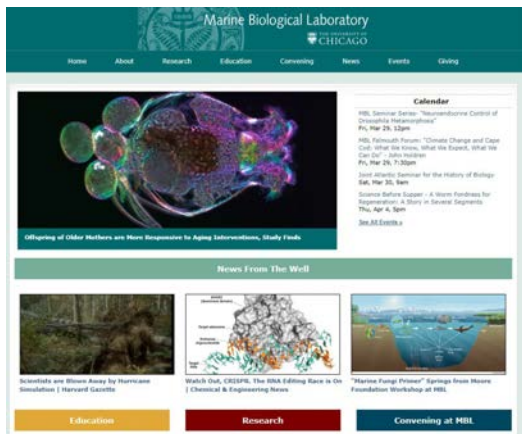 Marine Biological Laboratory
THE UNIVERSITY OF
CHICAGO
Home About Research Education Convening News Events Giving
Calendar
MBL Seminar Series- "Neuroendocrine Control of
Drosophila Metamorphosis"
Fri, Mar 29, 12pm
MBL Falmouth Forum: "Climate Change and Cape
Cod: What We Know, What We Expect, What We
Can Do" - John Holdren
Fri, Mar 29, 7:30pm
Joint Atlantic Seminar for the History of Biology
Sat, Mar 30, 9am
Science Before Supper - A Worm Fondness for
Regeneration: A Story in Several Segments
Thu, Apr 4, 5pm
See All Events »
Offspring of Older Mothers are More Responsive to Aging Interventions, Study Finds
News From The Well
Scientists are Blown Away by Hurricane
Simulation | Harvard Gazette
Watch Out, CRISPR. The RNA Editing Race is On
| Chemical & Engineering News
"Marine Fungi Primer" Springs from Moore
Foundation Workshop at MBL
Education
Research
Convening at MBL